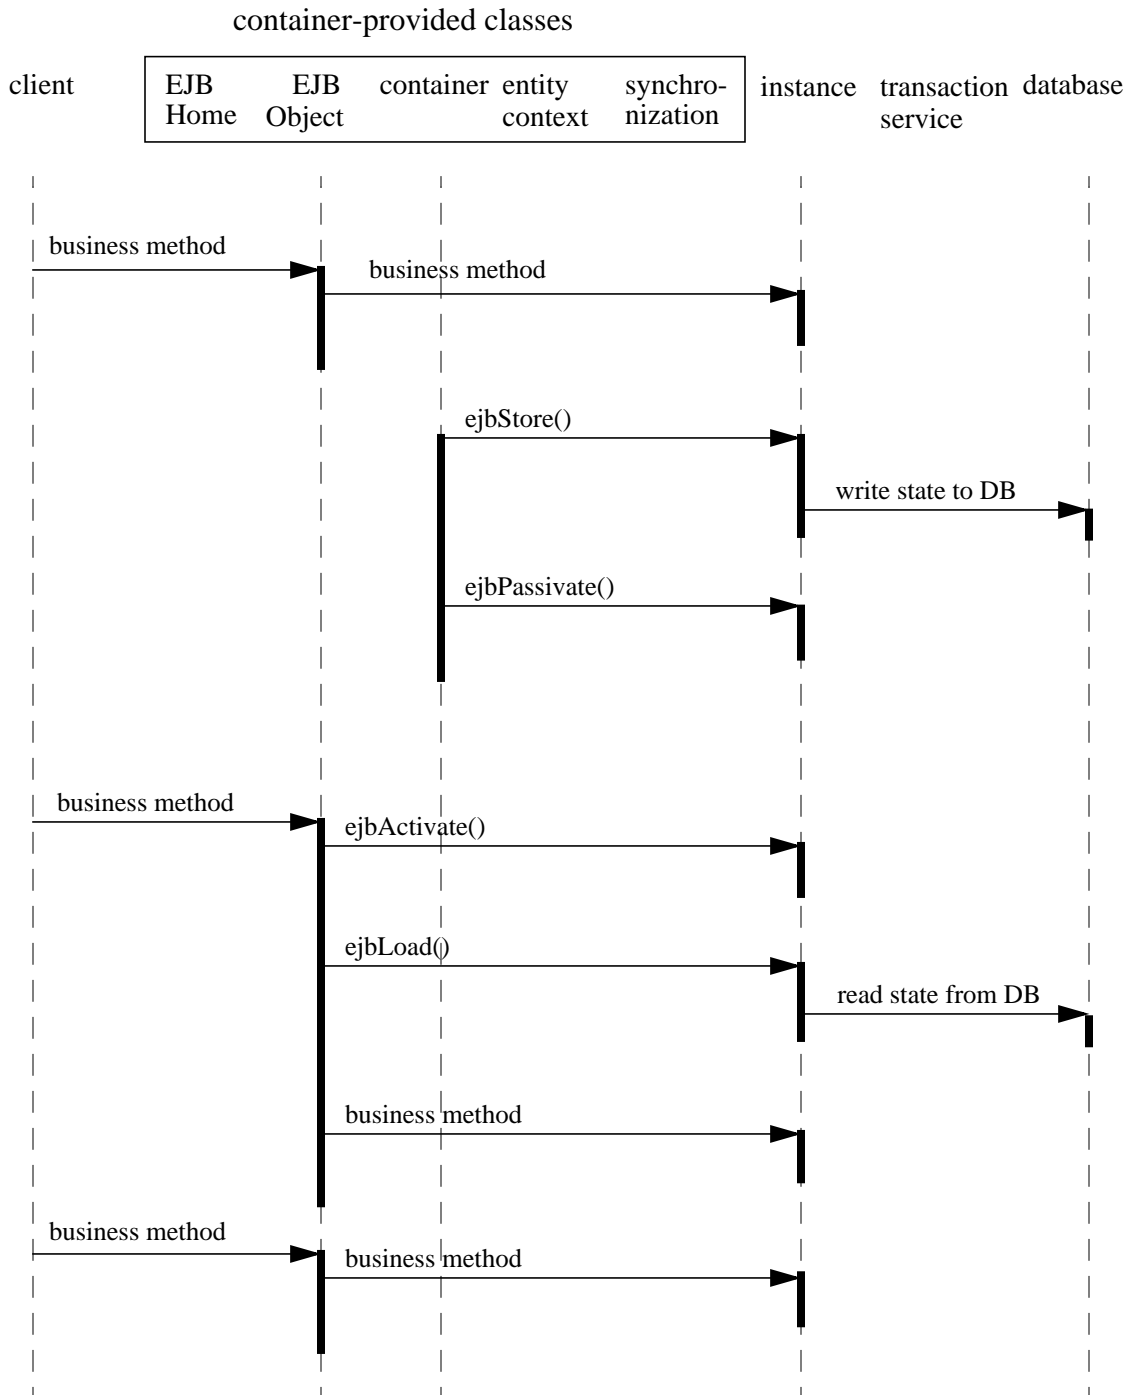 container-provided classes
client
EJB
Home
EJB
Object
container
entity
context
synchro-
nization
instance
transaction
service
database
business method
business method
ejbStore()
write state to DB
ejbPassivate()
business method
ejbActivate()
ejbLoad()
read state from DB
business method
business method
business method